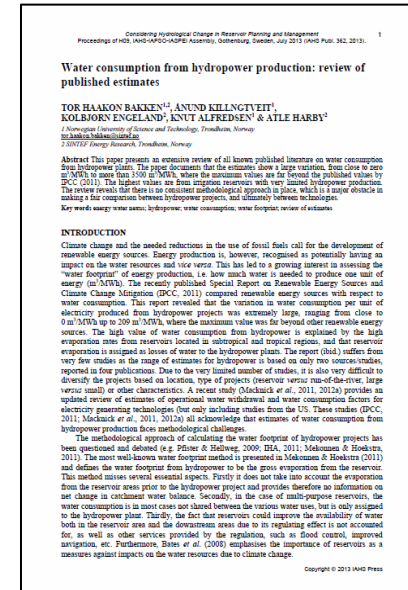 Considering Hydrological Change in Reservoir Planning and Management 1
Proceedings of H09, IAHS-IAPSO-IASPEI Assembly, Gothenburg, Sweden, July 2013 (IAHS Publ. 362, 2013).
Water consumption from hydropower production: review of
published estimates
TOR HAAKON BAKKEN1,2, ÅNUND KILLNGTVEIT1,
KOLBJØRN ENGELAND2, KNUT ALFREDSEN1 & ATLE HARBY2
1 Norwegian University of Science and Technology, Trondheim, Norway
tor.haakon.bakken@sintef.no
2 SINTEF Energy Research, Trondheim, Norway
Abstract This paper presents an extensive review of all known published literature on water consumption
from hydropower plants. The paper documents that the estimates show a large variation, from close to zero
m3/MWh to more than 3500 m3/MWh, where the maximum values are far beyond the published values by
IPCC (2011). The highest values are from irrigation reservoirs with very limited hydropower production.
The review reveals that there is no consistent methodological approach in place, which is a major obstacle in
making a fair comparison between hydropower projects, and ultimately between technologies.
Key words energy water nexus; hydropower; water consumption; water footprint; review of estimates
INTRODUCTION
Climate change and the needed reductions in the use of fossil fuels call for the development of
renewable energy sources. Energy production is, however, recognised as potentially having an
impact on the water resources and vice versa. This has led to a growing interest in assessing the
"water footprint" of energy production, i.e. how much water is needed to produce one unit of
energy (m3/MWh). The recently published Special Report on Renewable Energy Sources and
Climate Change Mitigation (IPCC, 2011) compared renewable energy sources with respect to
water consumption. This report revealed that the variation in water consumption per unit of
electricity produced from hydropower projects was extremely large, ranging from close to
0 m3/MWh up to 209 m3/MWh, where the maximum value was far beyond other renewable energy
sources. The high value of water consumption from hydropower is explained by the high
evaporation rates from reservoirs located in subtropical and tropical regions, and that reservoir
evaporation is assigned as losses of water to the hydropower plants. The report (ibid.) suffers from
very few studies as the range of estimates for hydropower is based on only two sources/studies,
reported in four publications. Due to the very limited number of studies, it is also very difficult to
diversify the projects based on location, type of projects (reservoir versus run-of-the-river, large
versus small) or other characteristics. A recent study (Macknick et al., 2011, 2012a) provides an
updated review of estimates of operational water withdrawal and water consumption factors for
electricity generating technologies (but only including studies from the US. These studies (IPCC,
2011; Macknick et al., 2011, 2012a) all acknowledge that estimates of water consumption from
hydropower production faces methodological challenges.
The methodological approach of calculating the water footprint of hydropower projects has
been questioned and debated (e.g. Pfister & Hellweg, 2009; IHA, 2011; Mekonnen & Hoekstra,
2011). The most well-known water footprint method is presented in Mekonnen & Hoekstra (2011)
and defines the water footprint from hydropower to be the gross evaporation from the reservoir.
This method misses several essential aspects. Firstly it does not take into account the evaporation
from the reservoir areas prior to the hydropower project and provides therefore no information on
net change in catchment water balance. Secondly, in the case of multi-purpose reservoirs, the
water consumption is in most cases not shared between the various water uses, but is only assigned
to the hydropower plant. Thirdly, the fact that reservoirs could improve the availability of water
both in the reservoir area and the downstream areas due to its regulating effect is not accounted
for, as well as other services provided by the regulation, such as flood control, improved
navigation, etc. Furthermore, Bates et al. (2008) emphasises the importance of reservoirs as a
measures against impacts on the water resources due to climate change.
Copyright © 2013 IAHS Press